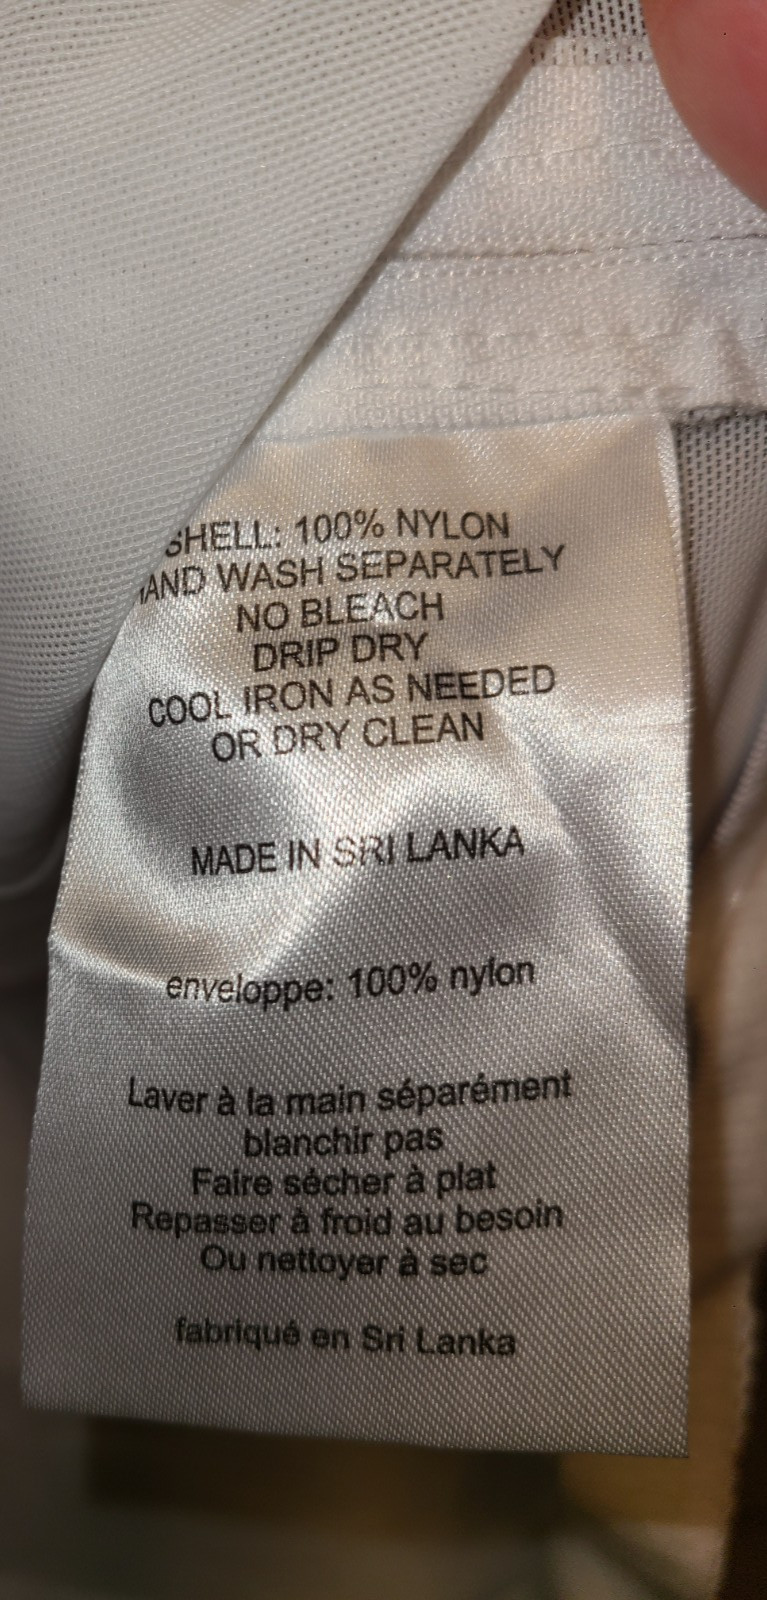 SHELL: 100% NYLON
HAND WASH SEPARATELY
NO BLEACH
DRIP DRY
COOL IRON AS NEEDED
OR DRY CLEAN
MADE IN SRI LANKA
enveloppe: 100% nylon
Laver à la main séparément
blanchir pas
Faire sécher à plat
Repasser à froid au besoin
Ou nettoyer à sec
fabriqué en Sri Lanka